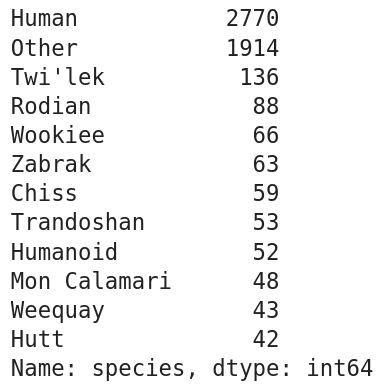 Human           2770
Other           1914
Twi'lek          136
Rodian            88
Wookiee           66
Zabrak            63
Chiss             59
Trandoshan        53
Humanoid          52
Mon Calamari      48
Weequay           43
Hutt              42
Name: species, dtype: int64